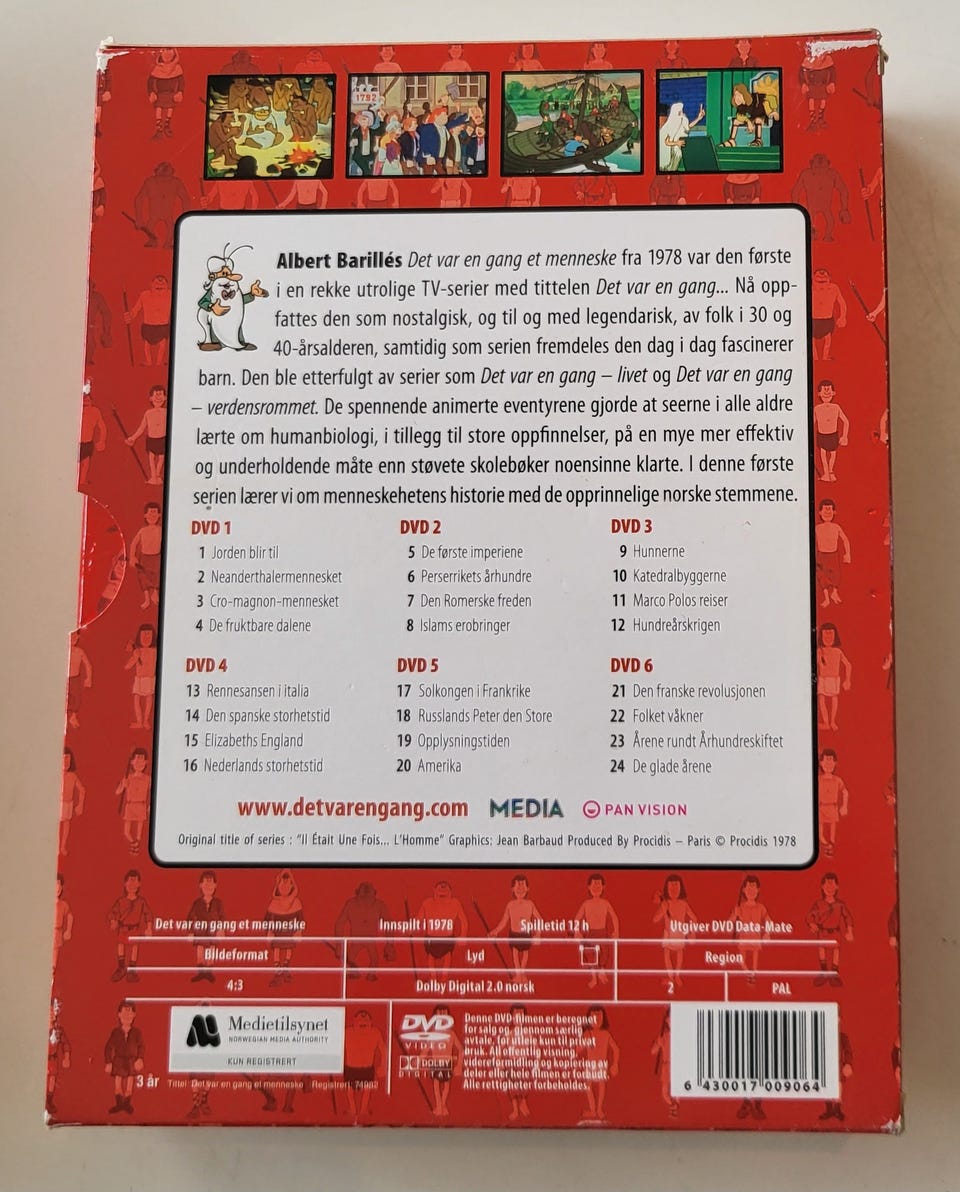 1782
Albert Barillés Det var en gang et menneske fra 1978 var den første
i en rekke utrolige TV-serier med tittelen Det var en gang... Nå opp-
fattes den som nostalgisk, og til og med legendarisk, av folk i 30 og
40-årsalderen, samtidig som serien fremdeles den dag i dag fascinerer
barn. Den ble etterfulgt av serier som Det var en gang – livet og Det var en gang
– verdensrommet. De spennende animerte eventyrene gjorde at seerne i alle aldre
lærte om humanbiologi, i tillegg til store oppfinnelser, på en mye mer effektiv
og underholdende måte enn støvete skolebøker noensinne klarte. I denne første
serien lærer vi om menneskehetens historie med de opprinnelige norske stemmene.
DVD 1
1 Jorden blir til
2 Neanderthalermennesket
3 Cro-magnon-mennesket
4 De fruktbare dalene
DVD 2
5 De første imperiene
6 Perserrikets århundre
7 Den Romerske freden
8 Islams erobringer
DVD 3
9 Hunnerne
10 Katedralbyggerne
11 Marco Polos reiser
12 Hundreårskrigen
DVD 4
13 Rennesansen i italia
14 Den spanske storhetstid
15 Elizabeths England
16 Nederlands storhetstid
DVD 5
17 Solkongen i Frankrike
18 Russlands Peter den Store
19 Opplysningstiden
20 Amerika
DVD 6
21 Den franske revolusjonen
22 Folket våkner
23 Årene rundt Århundreskiftet
24 De glade årene
www.detvarengang.com MEDIA PAN VISION
Original title of series : "Il Était Une Fois... L'Homme" Graphics: Jean Barbaud Produced By Procidis – Paris © Procidis 1978
Det var en gang et menneske Innspilt i 1978 Spilletid 12 h Utgiver DVD Data-Mate
Bildeformat Lyd Region
4:3 Dolby Digital 2.0 norsk 2 PAL
Medietilsynet
NORWEGIAN MEDIA AUTHORITY
KUN REGISTRERT
3 år Tittel: Det var en gang et menneske Registrert: 74982
DVD
VIDEO
DOLBY
DIGITAL
Denne DVD-filmen er beregnet
for salg og, gjennom særlig
avtale, for utleie kun til privat
bruk. All offentlig visning,
videreformidling og kopiering av
deler eller hele filmen er forbudt.
Alle rettigheter forbeholdes.
6 430017 009064